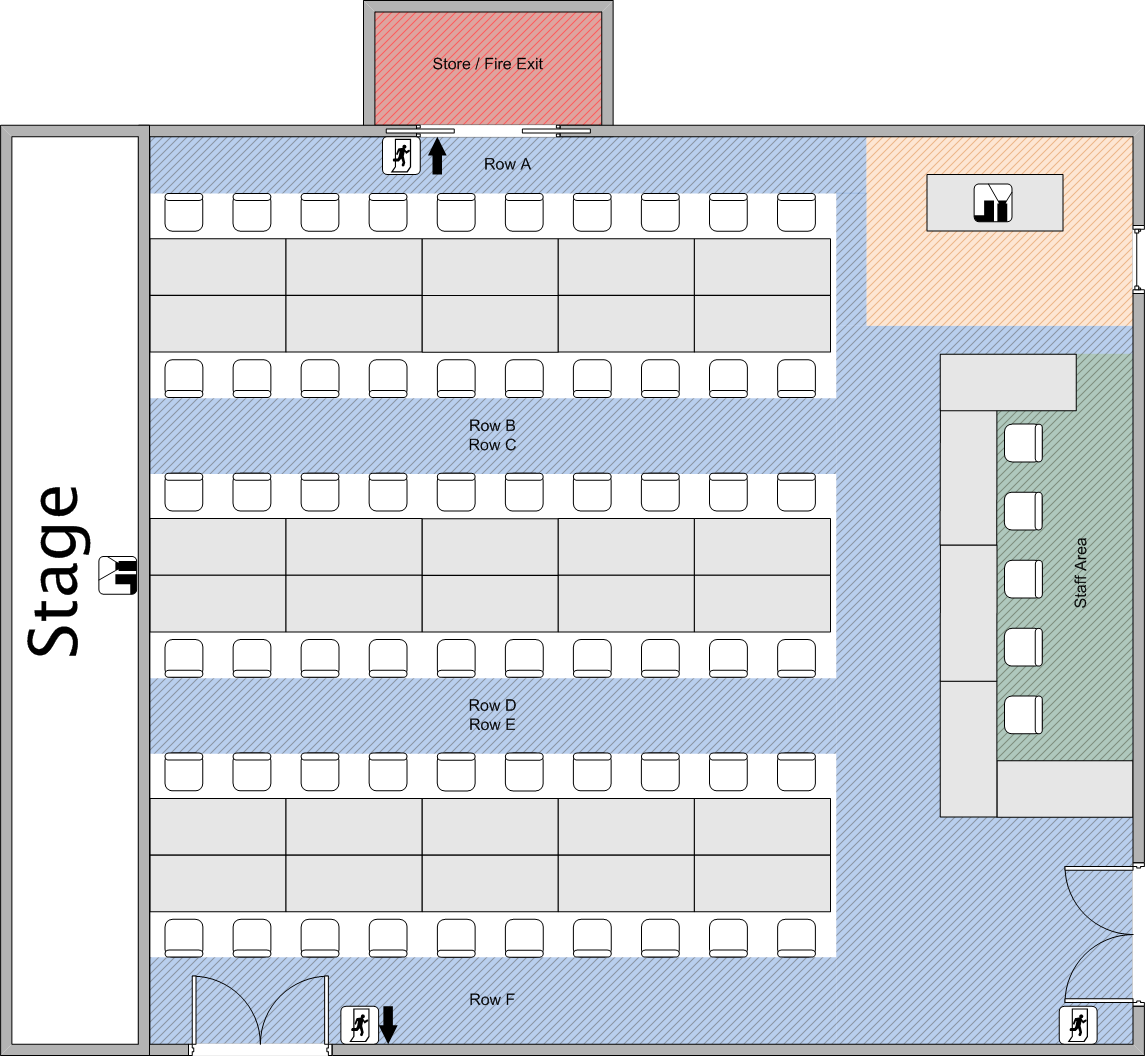 Store / Fire Exit
Row A
Row B
Row C
Stage
Staff Area
Row D
Row E
Row F